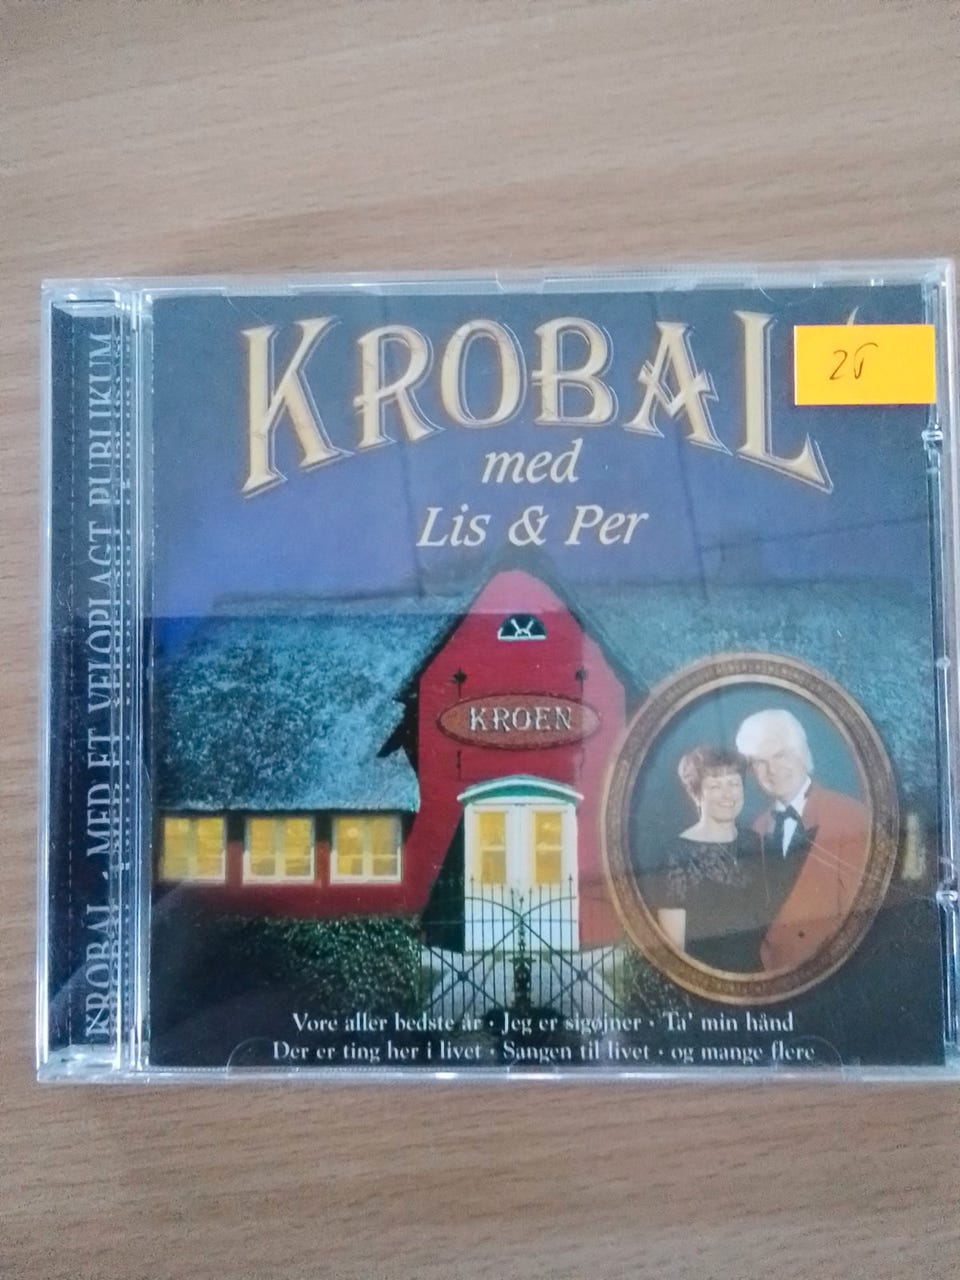 KROBAL
med
Lis & Per
25
KROEN
Vore aller bedste år · Jeg er sigøjner · Ta' min hånd
Der er ting her i livet · Sangen til livet · og mange flere
KROBAL - MED ET VELOPLAGT PUBLIKUM